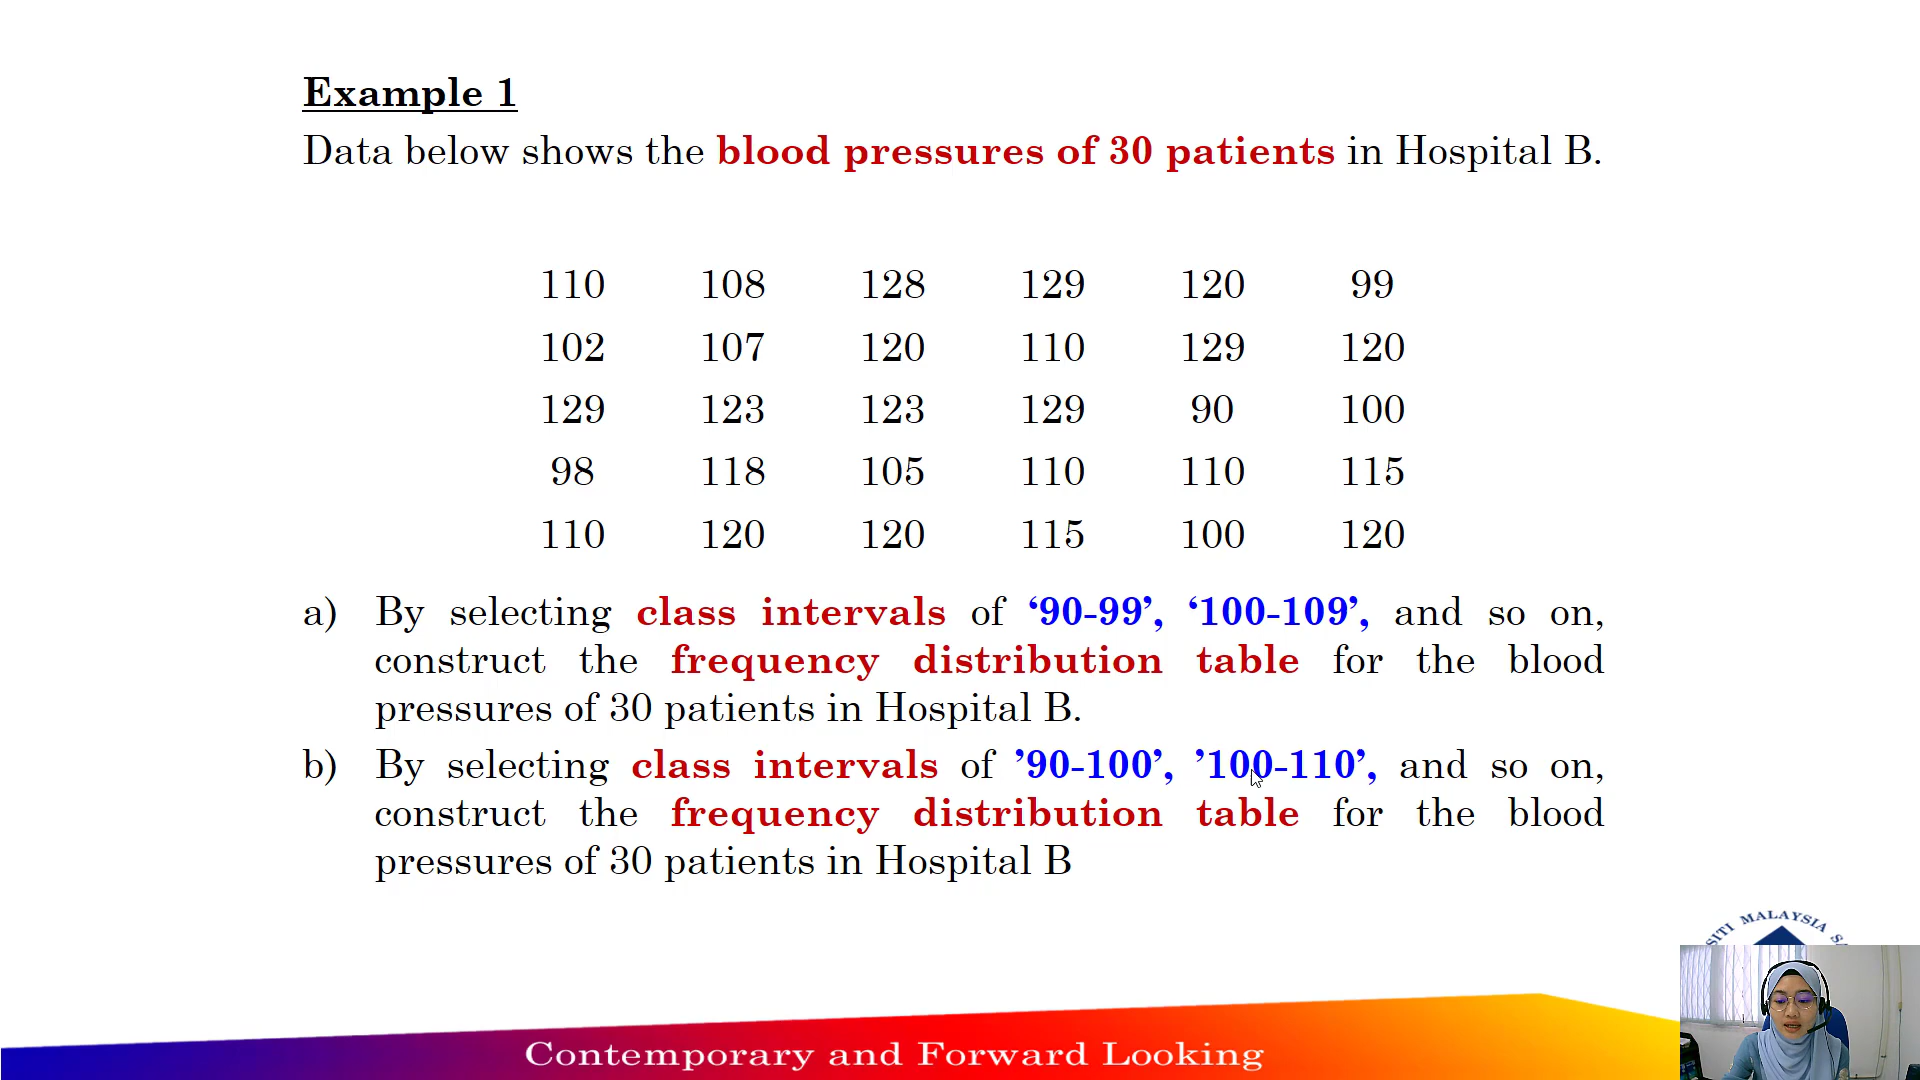 Example 1
Data below shows the blood pressures of 30 patients in Hospital B.
110 108 128 129 120 99
102 107 120 110 129 120
129 123 123 129 90 100
98 118 105 110 110 115
110 120 120 115 100 120
a) By selecting class intervals of ‘90-99’, ‘100-109’, and so on,
construct the frequency distribution table for the blood
pressures of 30 patients in Hospital B.
b) By selecting class intervals of ’90-100’, ’100-110’, and so on,
construct the frequency distribution table for the blood
pressures of 30 patients in Hospital B
MALAYSIA
Contemporary and Forward Looking